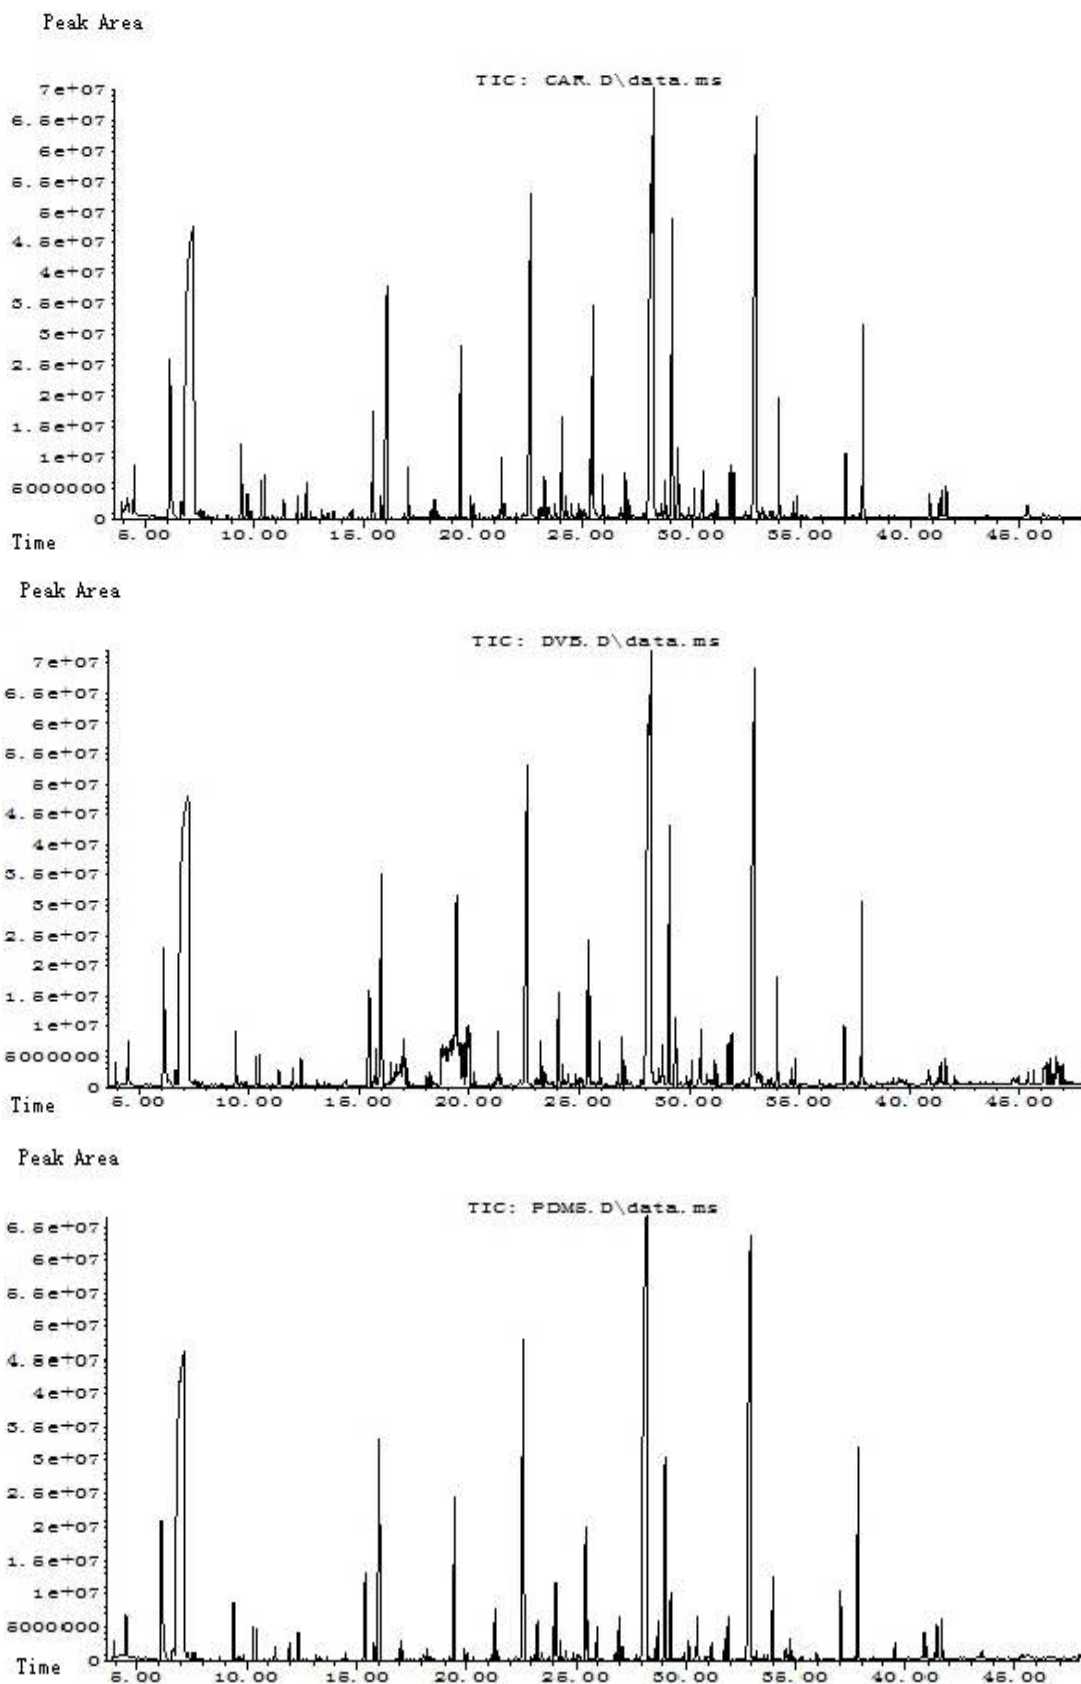 Peak Area
TIC: CAR.D\data.ms
7e+07
6.5e+07
6e+07
5.5e+07
5e+07
4.5e+07
4e+07
3.5e+07
3e+07
2.5e+07
2e+07
1.5e+07
1e+07
5000000
0
Time 5.00 10.00 15.00 20.00 25.00 30.00 35.00 40.00 45.00
Peak Area
TIC: DVB.D\data.ms
7e+07
6.5e+07
6e+07
5.5e+07
5e+07
4.5e+07
4e+07
3.5e+07
3e+07
2.5e+07
2e+07
1.5e+07
1e+07
5000000
0
Time 5.00 10.00 15.00 20.00 25.00 30.00 35.00 40.00 45.00
Peak Area
TIC: PDMS.D\data.ms
6.5e+07
6e+07
5.5e+07
5e+07
4.5e+07
4e+07
3.5e+07
3e+07
2.5e+07
2e+07
1.5e+07
1e+07
5000000
0
Time 5.00 10.00 15.00 20.00 25.00 30.00 35.00 40.00 45.00